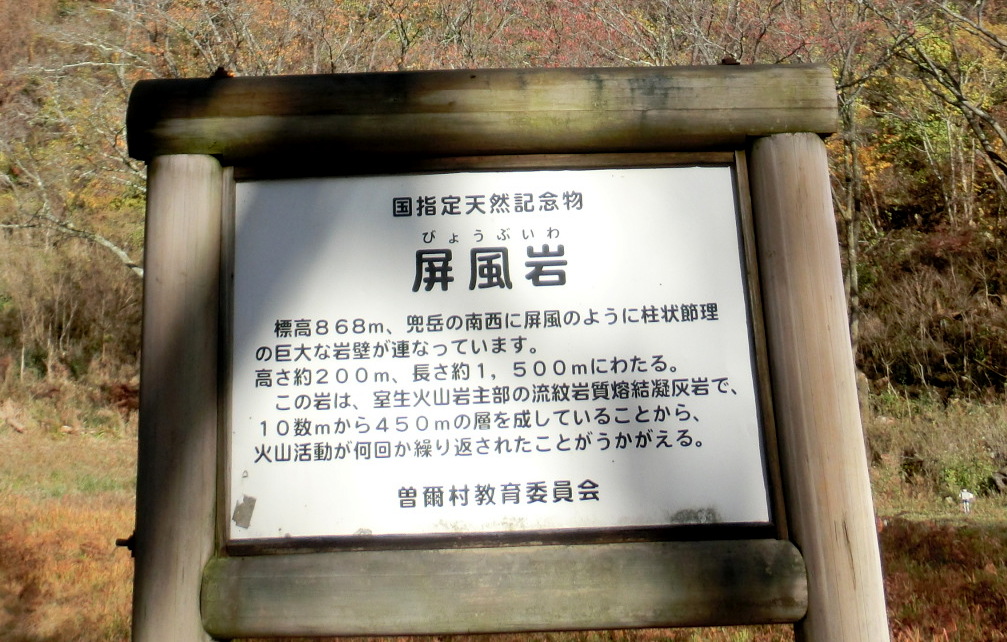 国指定天然記念物
びょうぶいわ
屏風岩
標高868m、兜岳の南西に屏風のように柱状節理
の巨大な岩壁が連なっています。
高さ約200m、長さ約1,500mにわたる。
この岩は、室生火山岩主部の流紋岩質熔結凝灰岩で、
10数mから450mの層を成していることから、
火山活動が何回か繰り返されたことがうかがえる。
曽爾村教育委員会